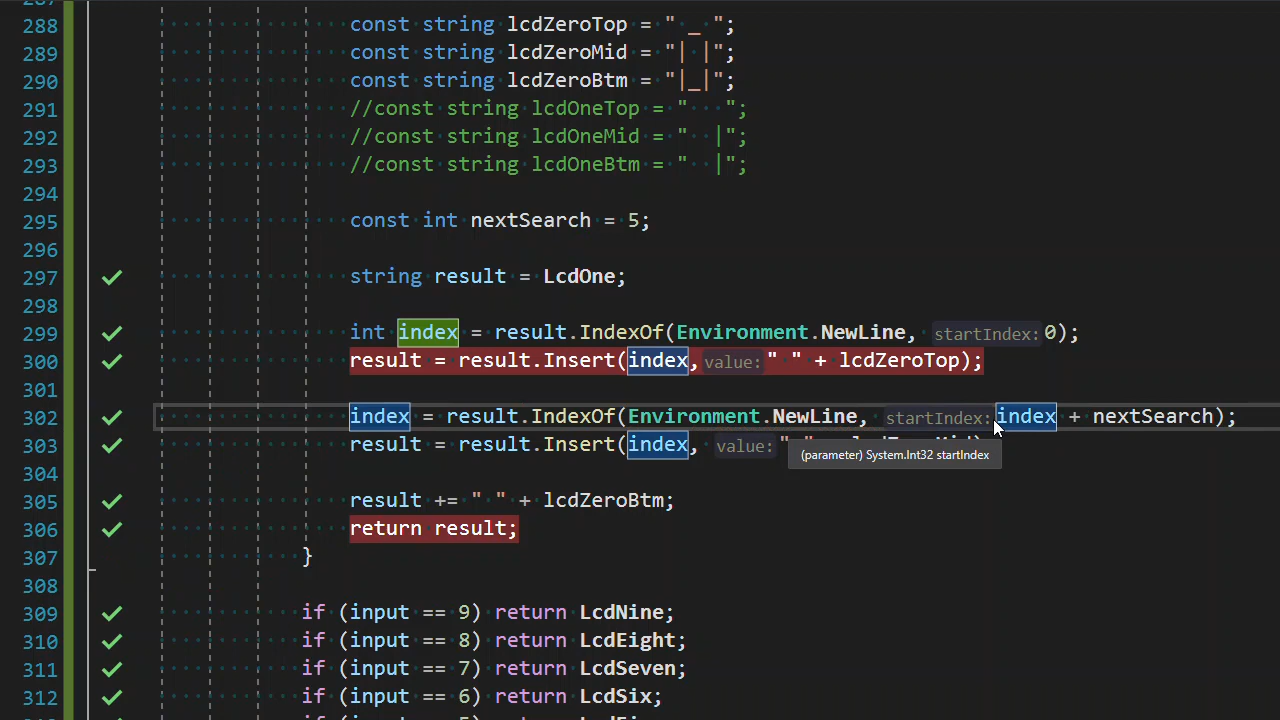 288 const string lcdZeroTop = " _ ";
289 const string lcdZeroMid = "| |";
290 const string lcdZeroBtm = "|_|";
291 //const string lcdOneTop = "   ";
292 //const string lcdOneMid = "  |";
293 //const string lcdOneBtm = "  |";
294
295 const int nextSearch = 5;
296
297 string result = LcdOne;
298
299 int index = result.IndexOf(Environment.NewLine, startIndex: 0);
300 result = result.Insert(index, value: " " + lcdZeroTop);
301
302 index = result.IndexOf(Environment.NewLine, startIndex: index + nextSearch);
303 result = result.Insert(index, value: "
(parameter) System.Int32 startIndex
304
305 result += " " + lcdZeroBtm;
306 return result;
307 }
308
309 if (input == 9) return LcdNine;
310 if (input == 8) return LcdEight;
311 if (input == 7) return LcdSeven;
312 if (input == 6) return LcdSix;